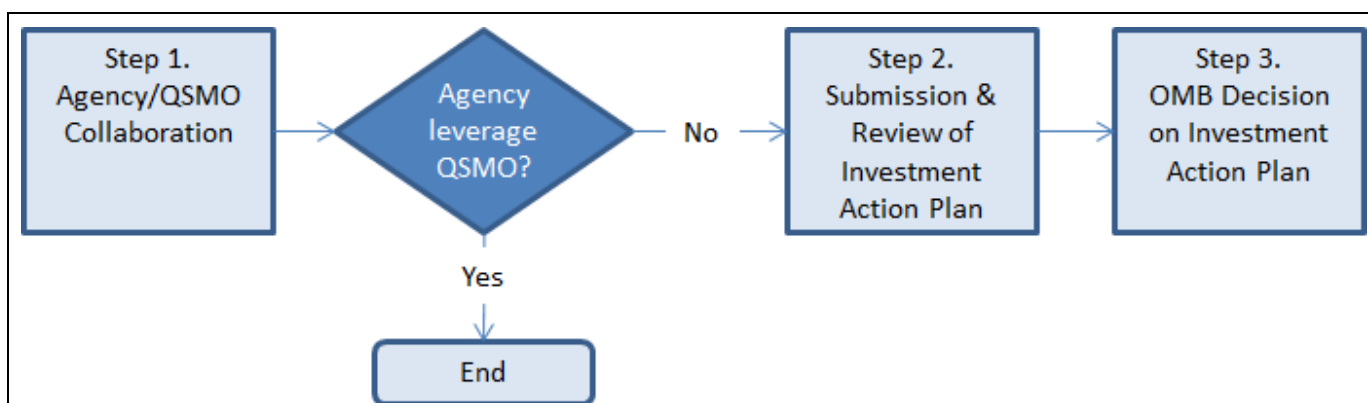 Step 1.
Agency/QSMO
Collaboration
Agency
leverage
QSMO?
No
Step 2.
Submission &
Review of
Investment
Action Plan
Step 3.
OMB Decision
on Investment
Action Plan
Yes
End